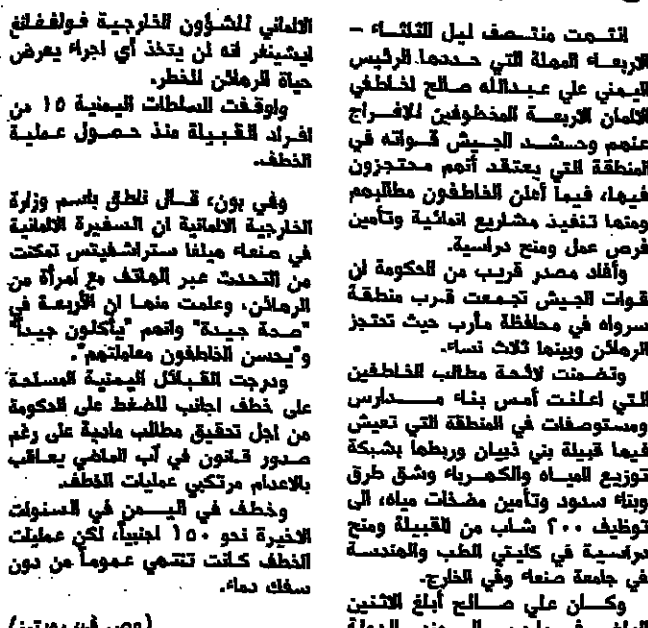 انتهت منتصف ليل الثلثاء -
الاربعاء المهلة التي حددها الرئيس
اليمني علي عبدالله صالح لخاطفي
الالمان الاربعة المخطوفين للافراج
عنهم وحشد الجيش قواته في
المنطقة التي يعتقد أنهم محتجزون
فيها، فيما أعلن الخاطفون مطالبهم
ومنها تنفيذ مشاريع انمائية وتأمين
فرص عمل ومنح دراسية.
وأفاد مصدر قريب من الحكومة ان
قوات الجيش تجمعت قرب منطقة
سرواه في محافظة مأرب حيث تحتجز
الرهائن وبينها ثلاث نساء.
وتضمنت لائحة مطالب الخاطفين
التي اعلنت أمس بناء مدارس
ومستوصفات في المنطقة التي تعيش
فيها قبيلة بني ذبيان وربطها بشبكة
توزيع المياه والكهرباء وشق طرق
وبناء سدود وتأمين مضخات مياه، الى
توظيف ٢٠٠ شاب من القبيلة ومنح
دراسية في كليتي الطب والهندسة
في جامعة صنعاء وفي الخارج.
وكان علي صالح أبلغ الاثنين
الالماني للشؤون الخارجية فولفغانغ
ايشينغر انه لن يتخذ أي اجراء يعرض
حياة الرهائن للخطر.
واوقفت السلطات اليمنية ١٥ من
افراد القبيلة منذ حصول عملية
الخطف.
وفي بون، قال ناطق باسم وزارة
الخارجية الالمانية ان السفيرة الالمانية
في صنعاء هيلغا ستراشفيتس تمكنت
من التحدث عبر الهاتف مع امرأة من
الرهائن، وعلمت منها ان الأربعة في
"صحة جيدة" وانهم "يأكلون جيداً"
و"يحسن الخاطفون معاملتهم".
ودرجت القبائل اليمنية المسلحة
على خطف اجانب للضغط على الحكومة
من اجل تحقيق مطالب مادية على رغم
صدور قانون في آب الماضي يعاقب
بالاعدام مرتكبي عمليات الخطف.
وخطف في اليمن في السنوات
الاخيرة نحو ١٥٠ اجنبياً، لكن عمليات
الخطف كانت تنتهي عموماً من دون
سفك دماء.